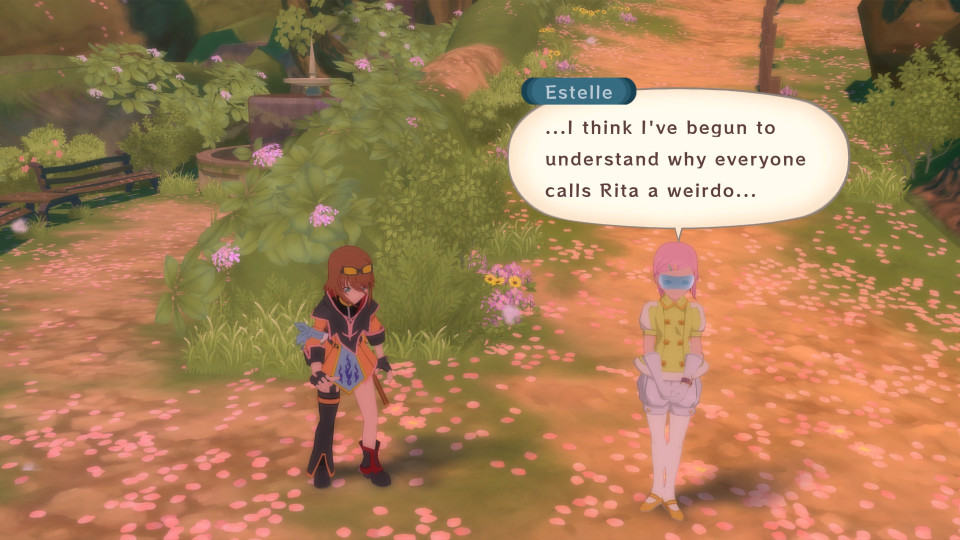 Estelle
...I think I've begun to
understand why everyone
calls Rita a weirdo...